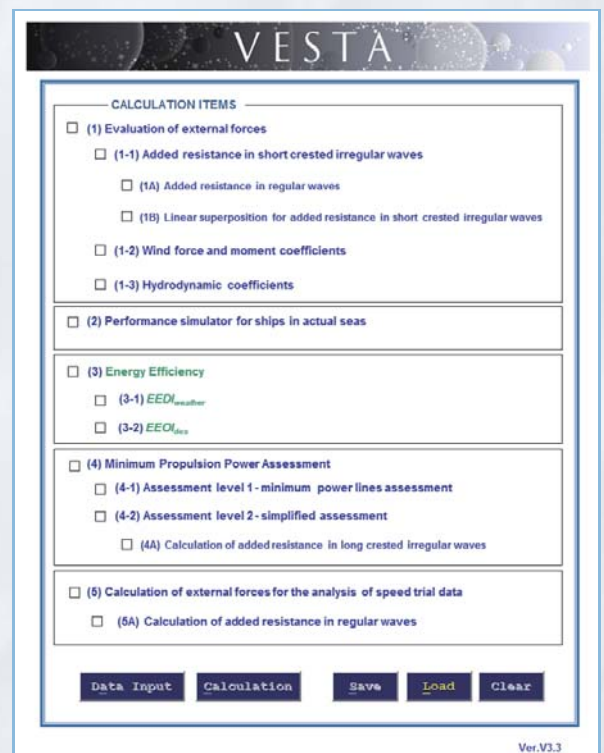 VESTA
CALCULATION ITEMS
(1) Evaluation of external forces
(1-1) Added resistance in short crested irregular waves
(1A) Added resistance in regular waves
(1B) Linear superposition for added resistance in short crested irregular waves
(1-2) Wind force and moment coefficients
(1-3) Hydrodynamic coefficients
(2) Performance simulator for ships in actual seas
(3) Energy Efficiency
(3-1) EEDIweather
(3-2) EEOIdes
(4) Minimum Propulsion Power Assessment
(4-1) Assessment level 1- minimum power lines assessment
(4-2) Assessment level 2- simplified assessment
(4A) Calculation of added resistance in long crested irregular waves
(5) Calculation of external forces for the analysis of speed trial data
(5A) Calculation of added resistance in regular waves
Data Input Calculation Save Load Clear
Ver.V3.3